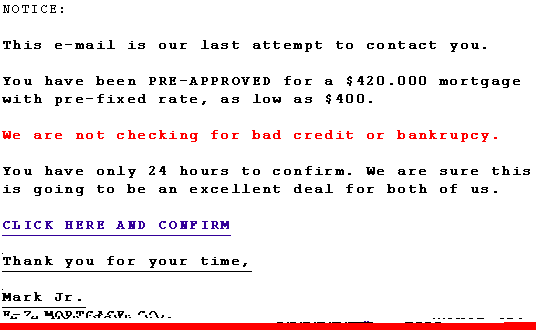 NOTICE:
This e-mail is our last attempt to contact you.
You have been PRE-APPROVED for a $420.000 mortgage
with pre-fixed rate, as low as $400.
We are not checking for bad credit or bankrupcy.
You have only 24 hours to confirm. We are sure this
is going to be an excellent deal for both of us.
CLICK HERE AND CONFIRM
Thank you for your time,
Mark Jr.